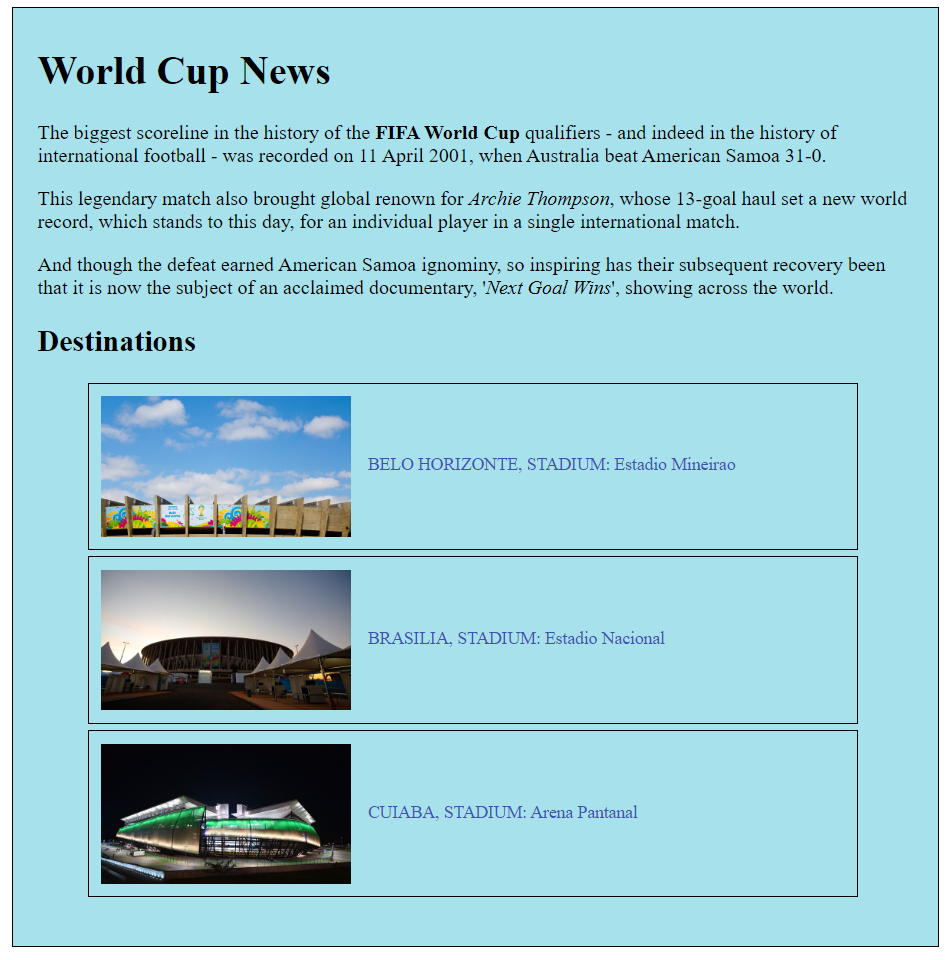 World Cup News
The biggest scoreline in the history of the FIFA World Cup qualifiers - and indeed in the history of
international football - was recorded on 11 April 2001, when Australia beat American Samoa 31-0.
This legendary match also brought global renown for Archie Thompson, whose 13-goal haul set a new world
record, which stands to this day, for an individual player in a single international match.
And though the defeat earned American Samoa ignominy, so inspiring has their subsequent recovery been
that it is now the subject of an acclaimed documentary, 'Next Goal Wins', showing across the world.
Destinations
BELO HORIZONTE, STADIUM: Estadio Mineirao
BRASILIA, STADIUM: Estadio Nacional
CUIABA, STADIUM: Arena Pantanal